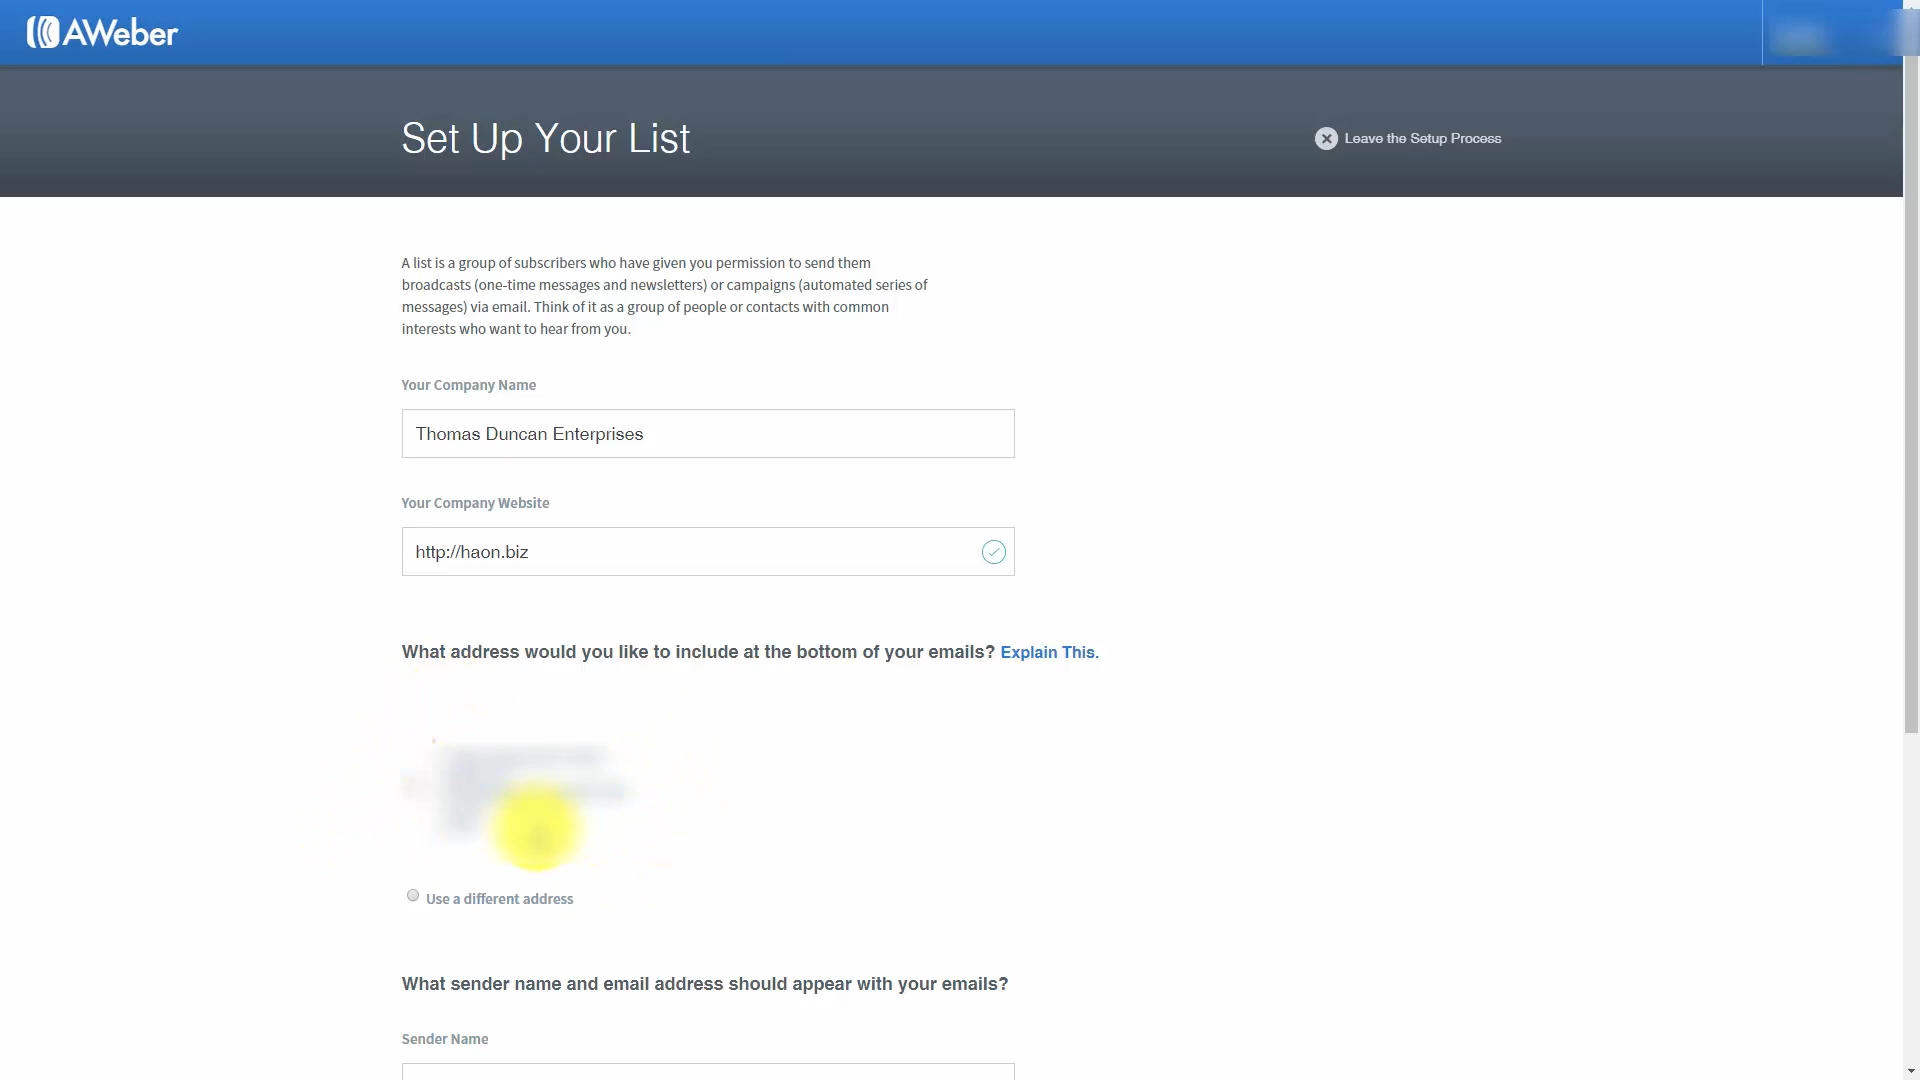 AWeber
Set Up Your List
Leave the Setup Process
A list is a group of subscribers who have given you permission to send them
broadcasts (one-time messages and newsletters) or campaigns (automated series of
messages) via email. Think of it as a group of people or contacts with common
interests who want to hear from you.
Your Company Name
Thomas Duncan Enterprises
Your Company Website
http://haon.biz
What address would you like to include at the bottom of your emails? Explain This.
Use a different address
What sender name and email address should appear with your emails?
Sender Name